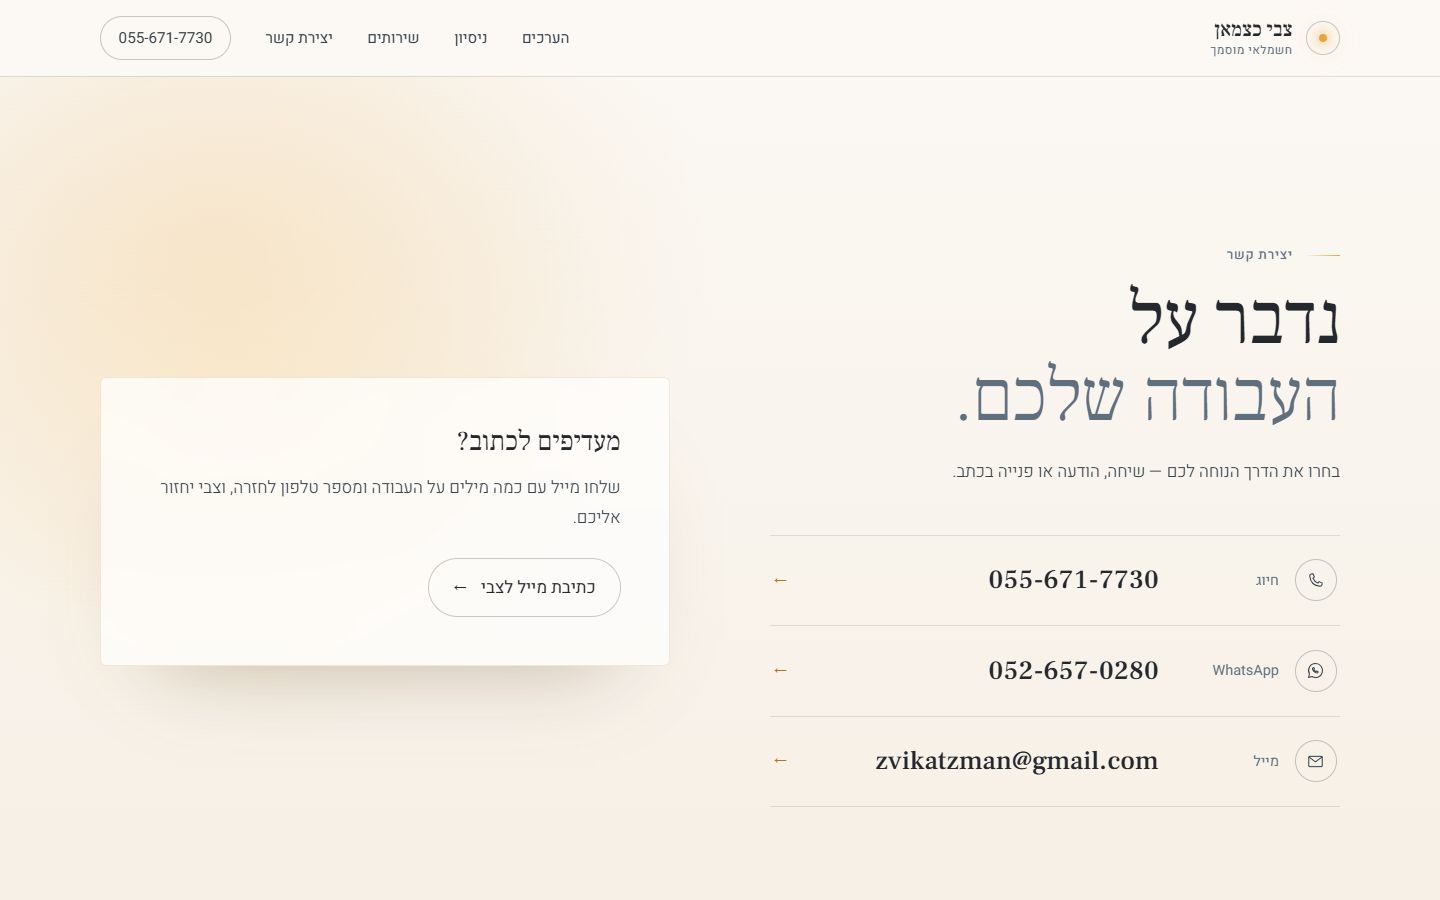 צבי כצמאן
חשמלאי מוסמך
הערכים
ניסיון
שירותים
יצירת קשר
055-671-7730
יצירת קשר
נדבר על
העבודה שלכם.
בחרו את הדרך הנוחה לכם — שיחה, הודעה או פנייה בכתב.
חיוג
055-671-7730
←
WhatsApp
052-657-0280
←
מייל
zvikatzman@gmail.com
←
מעדיפים לכתוב?
שלחו מייל עם כמה מילים על העבודה ומספר טלפון לחזרה, וצבי יחזור
אליכם.
כתיבת מייל לצבי ←